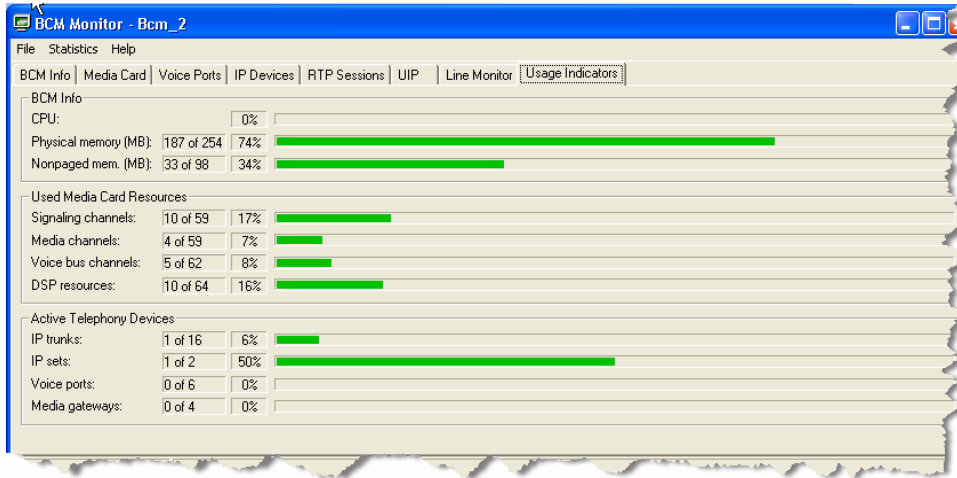 BCM Monitor - Bcm_2
File Statistics Help
BCM Info Media Card Voice Ports IP Devices RTP Sessions UIP Line Monitor Usage Indicators
BCM Info
CPU: 0%
Physical memory (MB): 187 of 254 74%
Nonpaged mem. (MB): 33 of 98 34%
Used Media Card Resources
Signaling channels: 10 of 59 17%
Media channels: 4 of 59 7%
Voice bus channels: 5 of 62 8%
DSP resources: 10 of 64 16%
Active Telephony Devices
IP trunks: 1 of 16 6%
IP sets: 1 of 2 50%
Voice ports: 0 of 6 0%
Media gateways: 0 of 4 0%